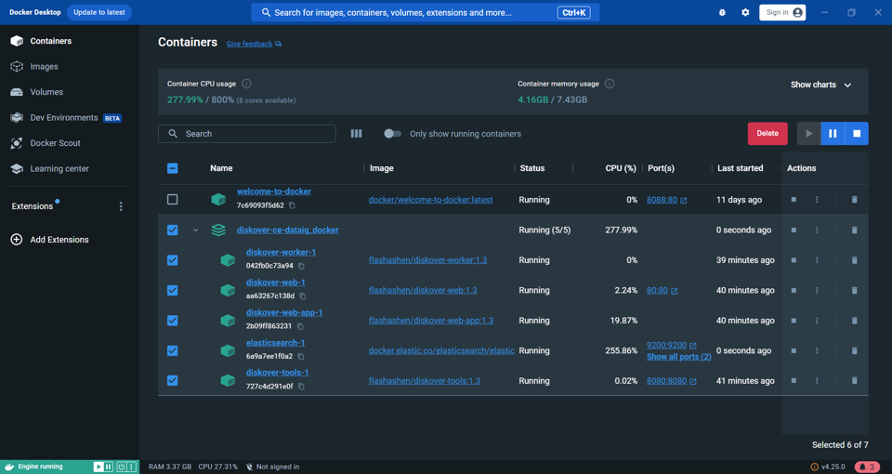 Docker Desktop Update to latest Search for images, containers, volumes, extensions and more... Ctrl+K Sign in
Containers
Images
Volumes
Dev Environments BETA
Docker Scout
Learning center
Extensions
Add Extensions
Containers Give feedback
Container CPU usage
277.99% / 800% (8 cores available)
Container memory usage
4.16GB / 7.43GB
Show charts
Search Only show running containers Delete
Name Image Status CPU (%) Port(s) Last started Actions
welcome-to-docker
7c69093f5d62 docker/welcome-to-docker:latest Running 0% 8088:80 11 days ago
diskover-ce-dataiq_docker Running (5/5) 277.99% 0 seconds ago
diskover-worker-1
042fb0c73a94 flashashen/diskover-worker:1.3 Running 0% 39 minutes ago
diskover-web-1
aa63267c138d flashashen/diskover-web:1.3 Running 2.24% 80:80 40 minutes ago
diskover-web-app-1
2b09ff863231 flashashen/diskover-web-app:1.3 Running 19.87% 40 minutes ago
elasticsearch-1
6a9a7ee1f0a2 docker.elastic.co/elasticsearch/elastic Running 255.86% 9200:9200 0 seconds ago
Show all ports (2)
diskover-tools-1
727c4d291e0f flashashen/diskover-tools:1.3 Running 0.02% 8080:8080 41 minutes ago
Selected 6 of 7
Engine running RAM 3.37 GB CPU 27.31% Not signed in v4.25.0 3